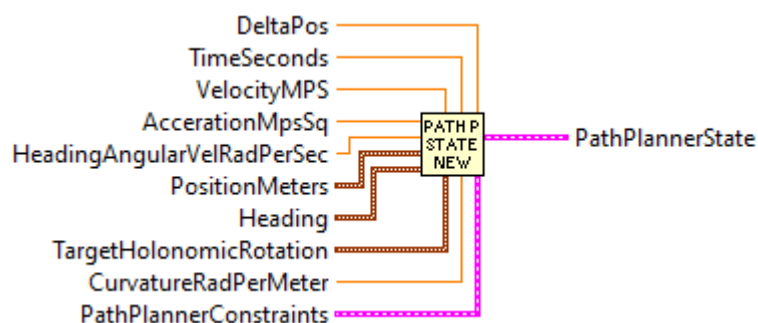 DeltaPos
TimeSeconds
VelocityMPS
AccerationMpsSq
HeadingAngularVelRadPerSec
PositionMeters
Heading
TargetHolonomicRotation
CurvatureRadPerMeter
PathPlannerConstraints
PATH P
STATE
NEW
PathPlannerState